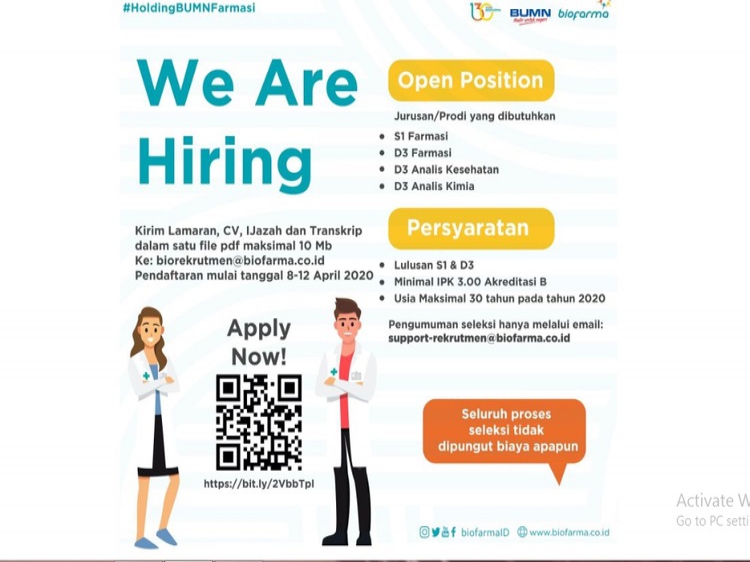 #HoldingBUMNFarmasi
130
BUMN
biofarma
We Are
Hiring
Kirim Lamaran, CV, IJazah dan Transkrip
dalam satu file pdf maksimal 10 Mb
Ke: biorekrutmen@biofarma.co.id
Pendaftaran mulai tanggal 8-12 April 2020
Open Position
Jurusan/Prodi yang dibutuhkan
• S1 Farmasi
• D3 Farmasi
• D3 Analis Kesehatan
• D3 Analis Kimia
Persyaratan
• Lulusan S1 & D3
• Minimal IPK 3.00 Akreditasi B
• Usia Maksimal 30 tahun pada tahun 2020
Pengumuman seleksi hanya melalui email:
support-rekrutmen@biofarma.co.id
Apply
Now!
https://bit.ly/2VbbTpI
Seluruh proses
seleksi tidak
dipungut biaya apapun
biofarmaID
www.biofarma.co.id
Activate W
Go to PC setti